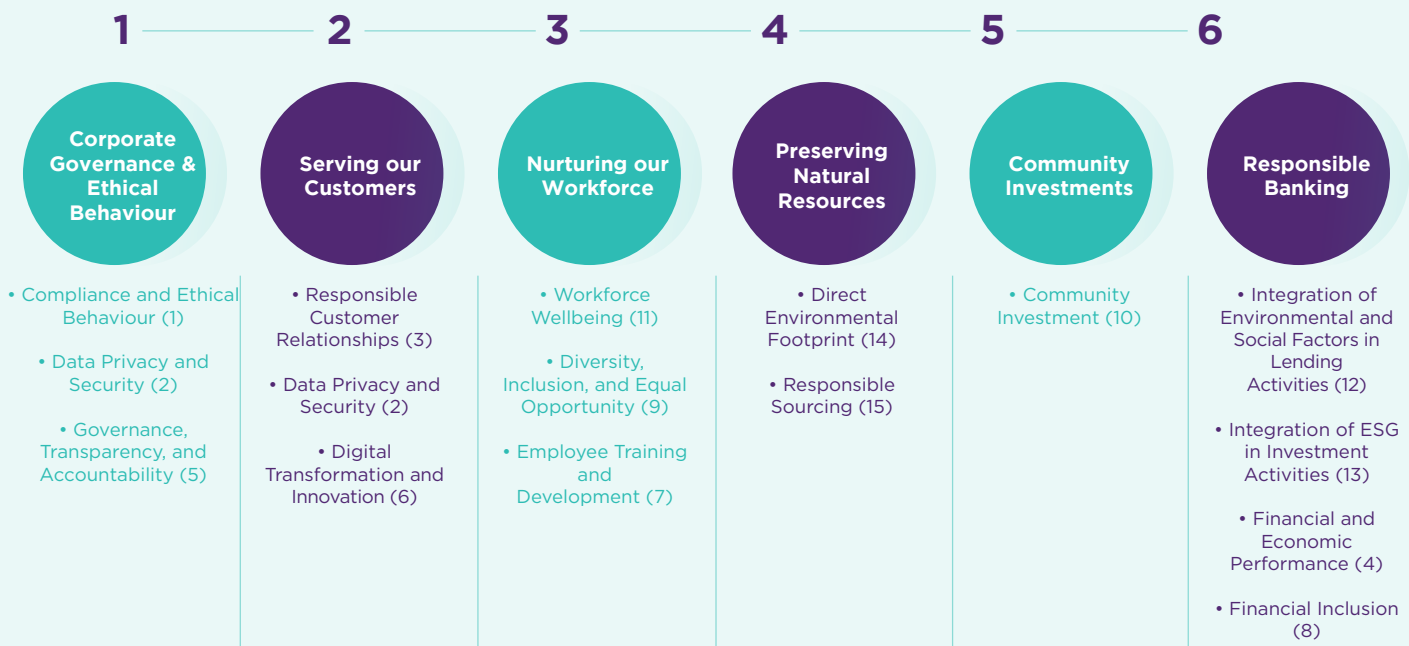 1
2
3
4
5
6
Corporate
Governance &
Ethical
Behaviour
• Compliance and Ethical
Behaviour (1)
• Data Privacy and
Security (2)
• Governance,
Transparency, and
Accountability (5)
Serving our
Customers
• Responsible
Customer
Relationships (3)
• Data Privacy and
Security (2)
• Digital
Transformation and
Innovation (6)
Nurturing our
Workforce
• Workforce
Wellbeing (11)
• Diversity,
Inclusion, and Equal
Opportunity (9)
• Employee Training
and
Development (7)
Preserving
Natural
Resources
• Direct
Environmental
Footprint (14)
• Responsible
Sourcing (15)
Community
Investments
• Community
Investment (10)
Responsible
Banking
• Integration of
Environmental and
Social Factors in
Lending
Activities (12)
• Integration of ESG
in Investment
Activities (13)
• Financial and
Economic
Performance (4)
• Financial Inclusion
(8)